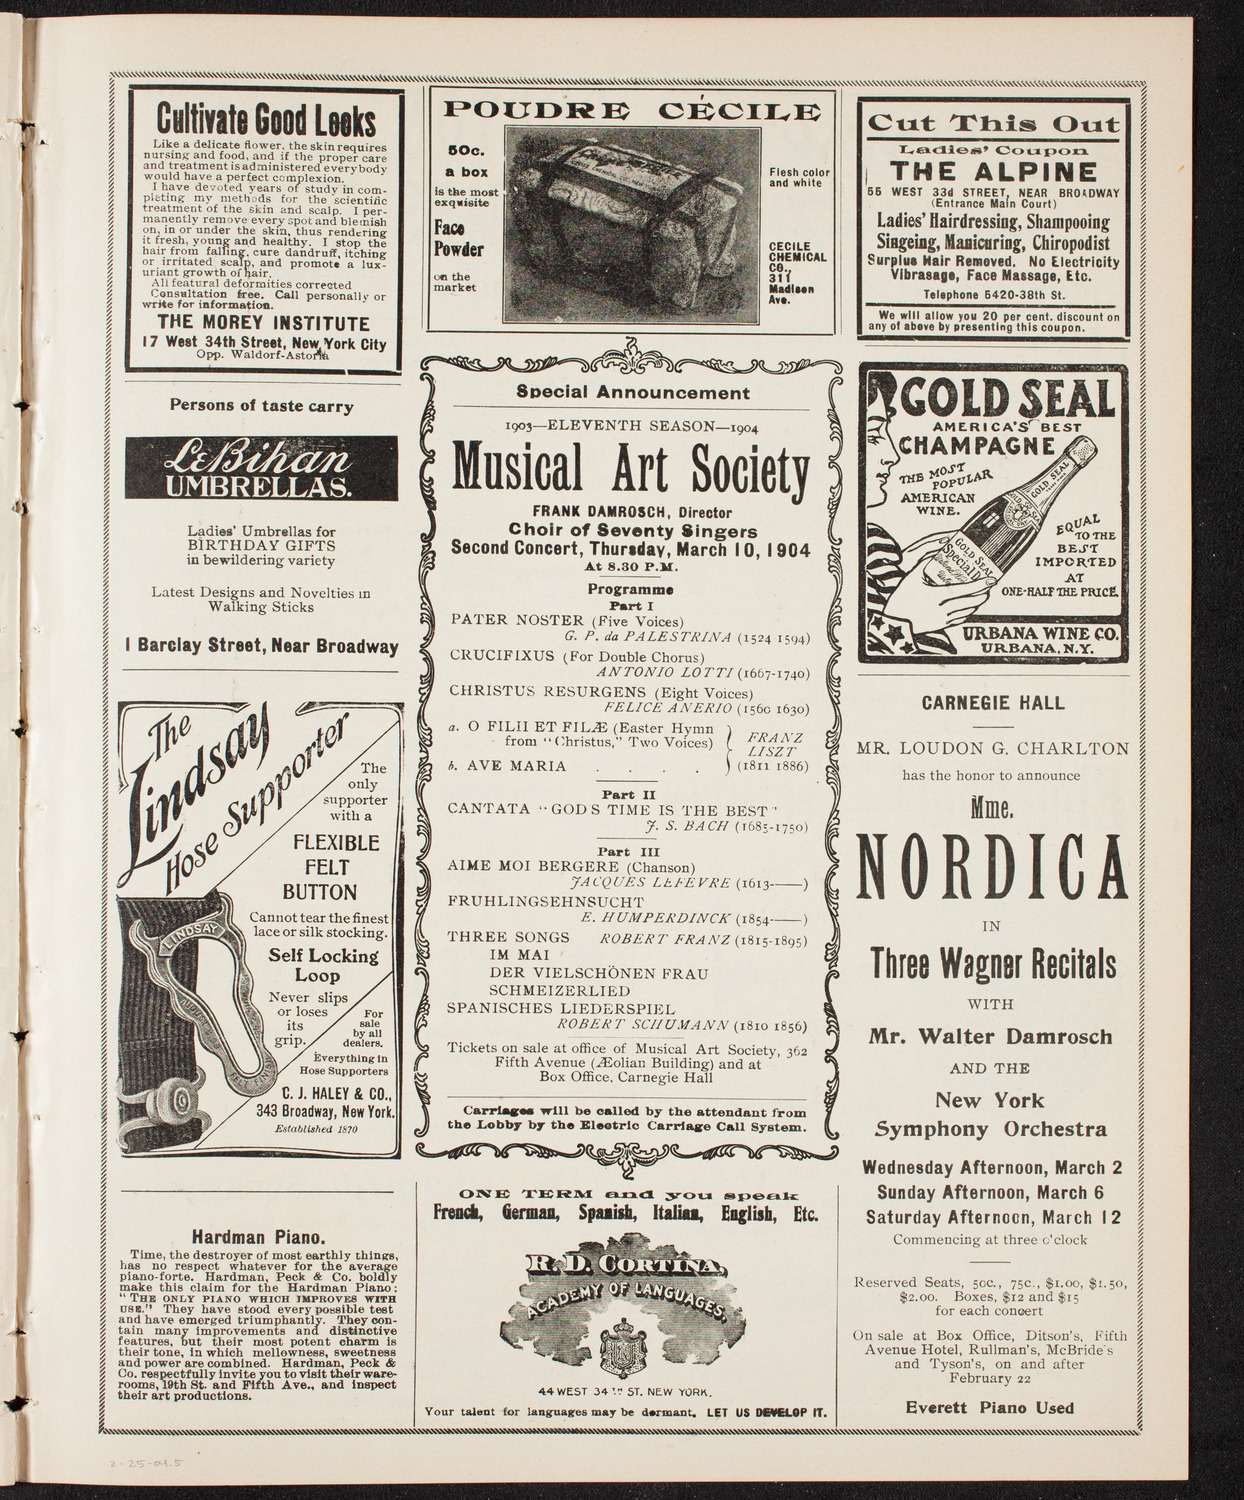 Cultivate Good Looks
Like a delicate flower, the skin requires
nursing and food, and if the proper care
and treatment is administered everybody
would have a perfect complexion.
I have devoted years of study in com-
pleting my methods for the scientific
treatment of the skin and scalp. I per-
manently remove every spot and blemish
on, in or under the skin, thus rendering
it fresh, young and healthy. I stop the
hair from falling, cure dandruff, itching
or irritated scalp, and promote a lux-
uriant growth of hair.
All featural deformities corrected
Consultation free. Call personally or
write for information.
THE MOREY INSTITUTE
17 West 34th Street, New York City
Opp. Waldorf-Astoria
Persons of taste carry
LeBihan
UMBRELLAS.
Ladies' Umbrellas for
BIRTHDAY GIFTS
in bewildering variety
Latest Designs and Novelties in
Walking Sticks
1 Barclay Street, Near Broadway
The
Lindsay
Hose Supporter
The
only
supporter
with a
FLEXIBLE
FELT
BUTTON
Cannot tear the finest
lace or silk stocking.
Self Locking
Loop
Never slips
or loses
its
grip.
For
sale
by all
dealers.
Everything in
Hose Supporters
LINDSAY
C. J. HALEY & CO.,
343 Broadway, New York.
Established 1870
Hardman Piano.
Time, the destroyer of most earthly things,
has no respect whatever for the average
piano-forte. Hardman, Peck & Co. boldly
make this claim for the Hardman Piano:
"THE ONLY PIANO WHICH IMPROVES WITH
USE." They have stood every possible test
and have emerged triumphantly. They con-
tain many improvements and distinctive
features, but their most potent charm is
their tone, in which mellowness, sweetness
and power are combined. Hardman, Peck &
Co. respectfully invite you to visit their ware-
rooms, 19th St. and Fifth Ave., and inspect
their art productions.
POUDRE CÉCILE
50c.
a box
is the most
exquisite
Face
Powder
on the
market
Flesh color
and white
CECILE
CHEMICAL
CO.,
311
Madison
Ave.
Special Announcement
1903—ELEVENTH SEASON—1904
Musical Art Society
FRANK DAMROSCH, Director
Choir of Seventy Singers
Second Concert, Thursday, March 10, 1904
At 8.30 P.M.
Programme
Part I
PATER NOSTER (Five Voices)
G. P. da PALESTRINA (1524 1594)
CRUCIFIXUS (For Double Chorus)
ANTONIO LOTTI (1667-1740)
CHRISTUS RESURGENS (Eight Voices)
FELICE ANERIO (1560 1630)
a. O FILII ET FILÆ (Easter Hymn
from "Christus," Two Voices)
b. AVE MARIA . . . .
FRANZ
LISZT
(1811 1886)
Part II
CANTATA "GOD S TIME IS THE BEST"
J. S. BACH (1685-1750)
Part III
AIME MOI BERGERE (Chanson)
JACQUES LEFEVRE (1613-——)
FRUHLINGSEHNSUCHT
E. HUMPERDINCK (1854-——)
THREE SONGS ROBERT FRANZ (1815-1895)
IM MAI
DER VIELSCHÖNEN FRAU
SCHMEIZERLIED
SPANISCHES LIEDERSPIEL
ROBERT SCHUMANN (1810 1856)
Tickets on sale at office of Musical Art Society, 362
Fifth Avenue (Æolian Building) and at
Box Office, Carnegie Hall
Carriages will be called by the attendant from
the Lobby by the Electric Carriage Call System.
ONE TERM and you speak
French, German, Spanish, Italian, English, Etc.
R. D. CORTINA,
ACADEMY OF LANGUAGES,
44 WEST 34TH ST. NEW YORK.
Your talent for languages may be dormant, LET US DEVELOP IT.
Cut This Out
Ladies' Coupon
THE ALPINE
55 WEST 33d STREET, NEAR BROADWAY
(Entrance Main Court)
Ladies' Hairdressing, Shampooing
Singeing, Manicuring, Chiropodist
Surplus Hair Removed, No Electricity
Vibrasage, Face Massage, Etc.
Telephone 5420-38th St.
We will allow you 20 per cent. discount on
any of above by presenting this coupon.
GOLD SEAL
AMERICA'S BEST
CHAMPAGNE
THE MOST
POPULAR
AMERICAN
WINE.
GOLD SEAL
GOLD SEAL
Special D
EQUAL
TO THE
BEST
IMPORTED
AT
ONE-HALF THE PRICE.
URBANA WINE CO.
URBANA, N.Y.
CARNEGIE HALL
MR. LOUDON G. CHARLTON
has the honor to announce
Mme.
NORDICA
IN
Three Wagner Recitals
WITH
Mr. Walter Damrosch
AND THE
New York
Symphony Orchestra
Wednesday Afternoon, March 2
Sunday Afternoon, March 6
Saturday Afternoon, March 12
Commencing at three o'clock
Reserved Seats, 50c., 75c., $1.00, $1.50,
$2.00. Boxes, $12 and $15
for each concert
On sale at Box Office, Ditson's, Fifth
Avenue Hotel, Rullman's, McBride's
and Tyson's, on and after
February 22
Everett Piano Used
2-25-04.5